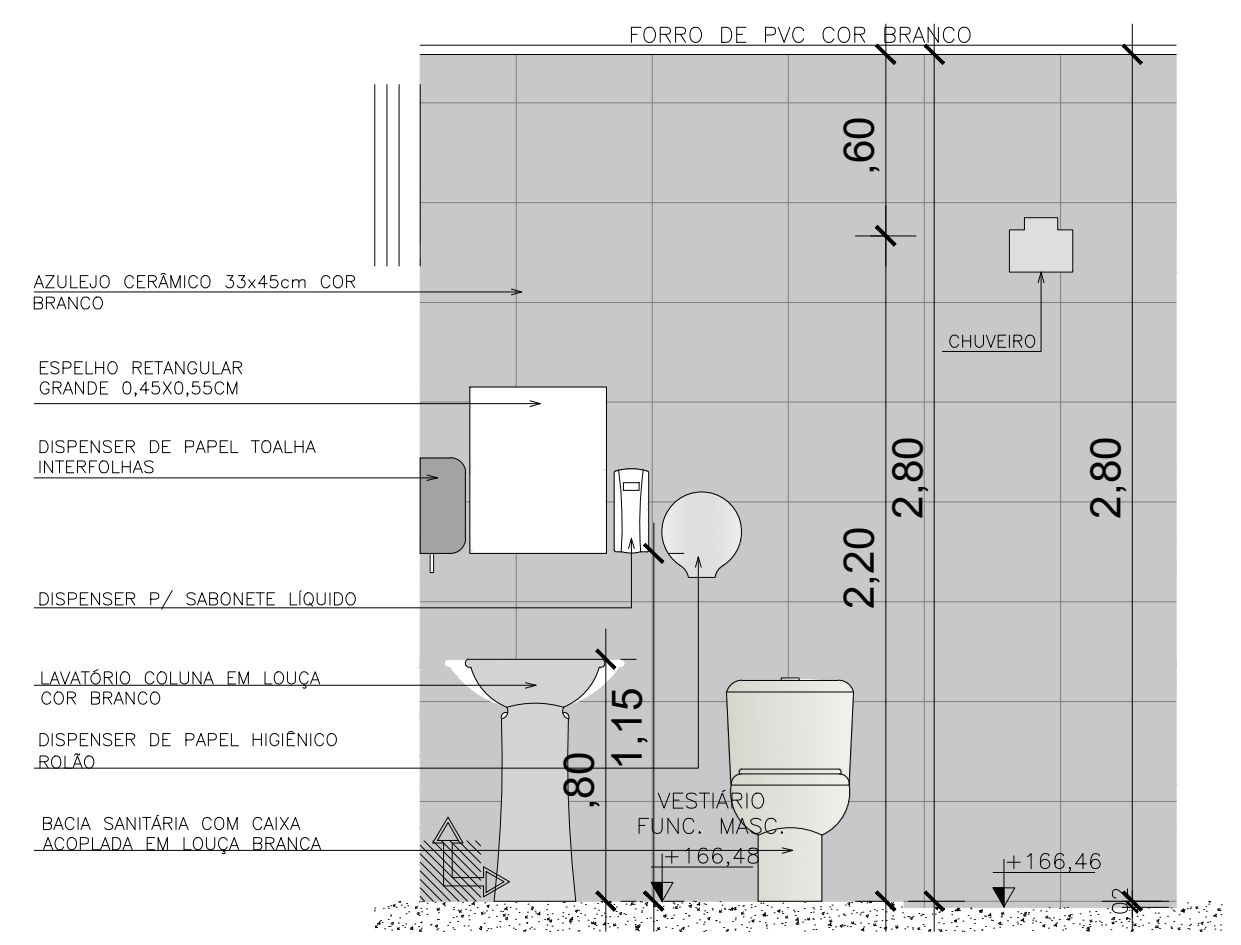 FORRO DE PVC COR BRANCO
,60
AZULEJO CERÂMICO 33x45cm COR
BRANCO
CHUVEIRO
ESPELHO RETANGULAR
GRANDE 0,45X0,55CM
DISPENSER DE PAPEL TOALHA
INTERFOLHAS
2,80
2,80
2,20
DISPENSER P/ SABONETE LÍQUIDO
LAVATÓRIO COLUNA EM LOUÇA
COR BRANCO
1,15
DISPENSER DE PAPEL HIGIÊNICO
ROLÃO
,80
VESTIÁRIO
FUNC. MASC.
BACIA SANITÁRIA COM CAIXA
ACOPLADA EM LOUÇA BRANCA
+166,48
+166,46
,02